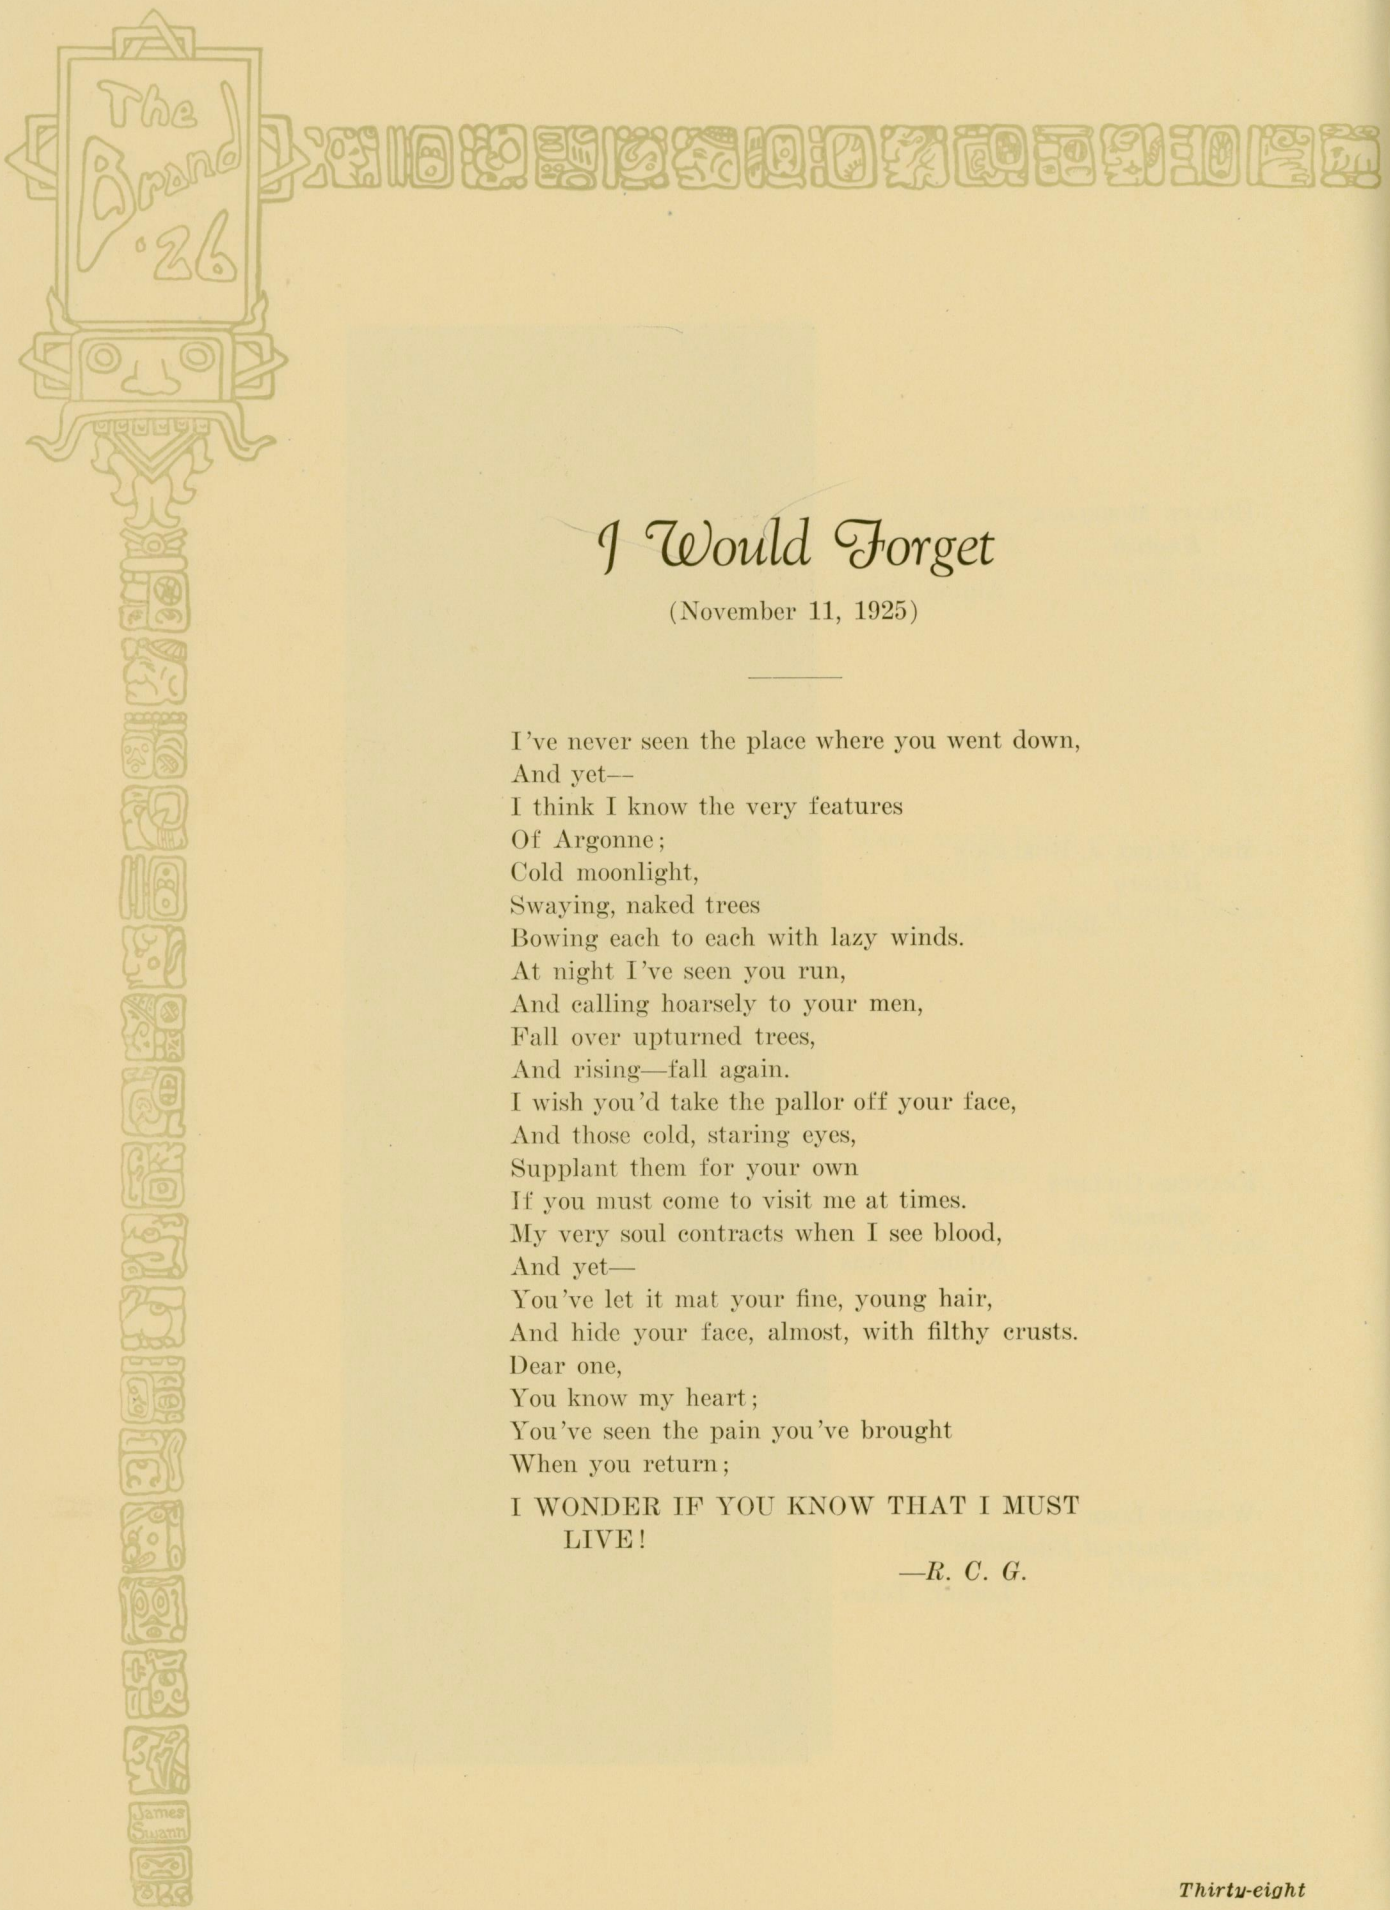 The
Brand
'26
I Would Forget
(November 11, 1925)
I've never seen the place where you went down,
And yet—
I think I know the very features
Of Argonne;
Cold moonlight,
Swaying, naked trees
Bowing each to each with lazy winds.
At night I've seen you run,
And calling hoarsely to your men,
Fall over upturned trees,
And rising—fall again.
I wish you'd take the pallor off your face,
And those cold, staring eyes,
Supplant them for your own
If you must come to visit me at times.
My very soul contracts when I see blood,
And yet—
You've let it mat your fine, young hair,
And hide your face, almost, with filthy crusts.
Dear one,
You know my heart;
You've seen the pain you've brought
When you return;
I WONDER IF YOU KNOW THAT I MUST
LIVE!
—R. C. G.
James
Swann
Thirty-eight